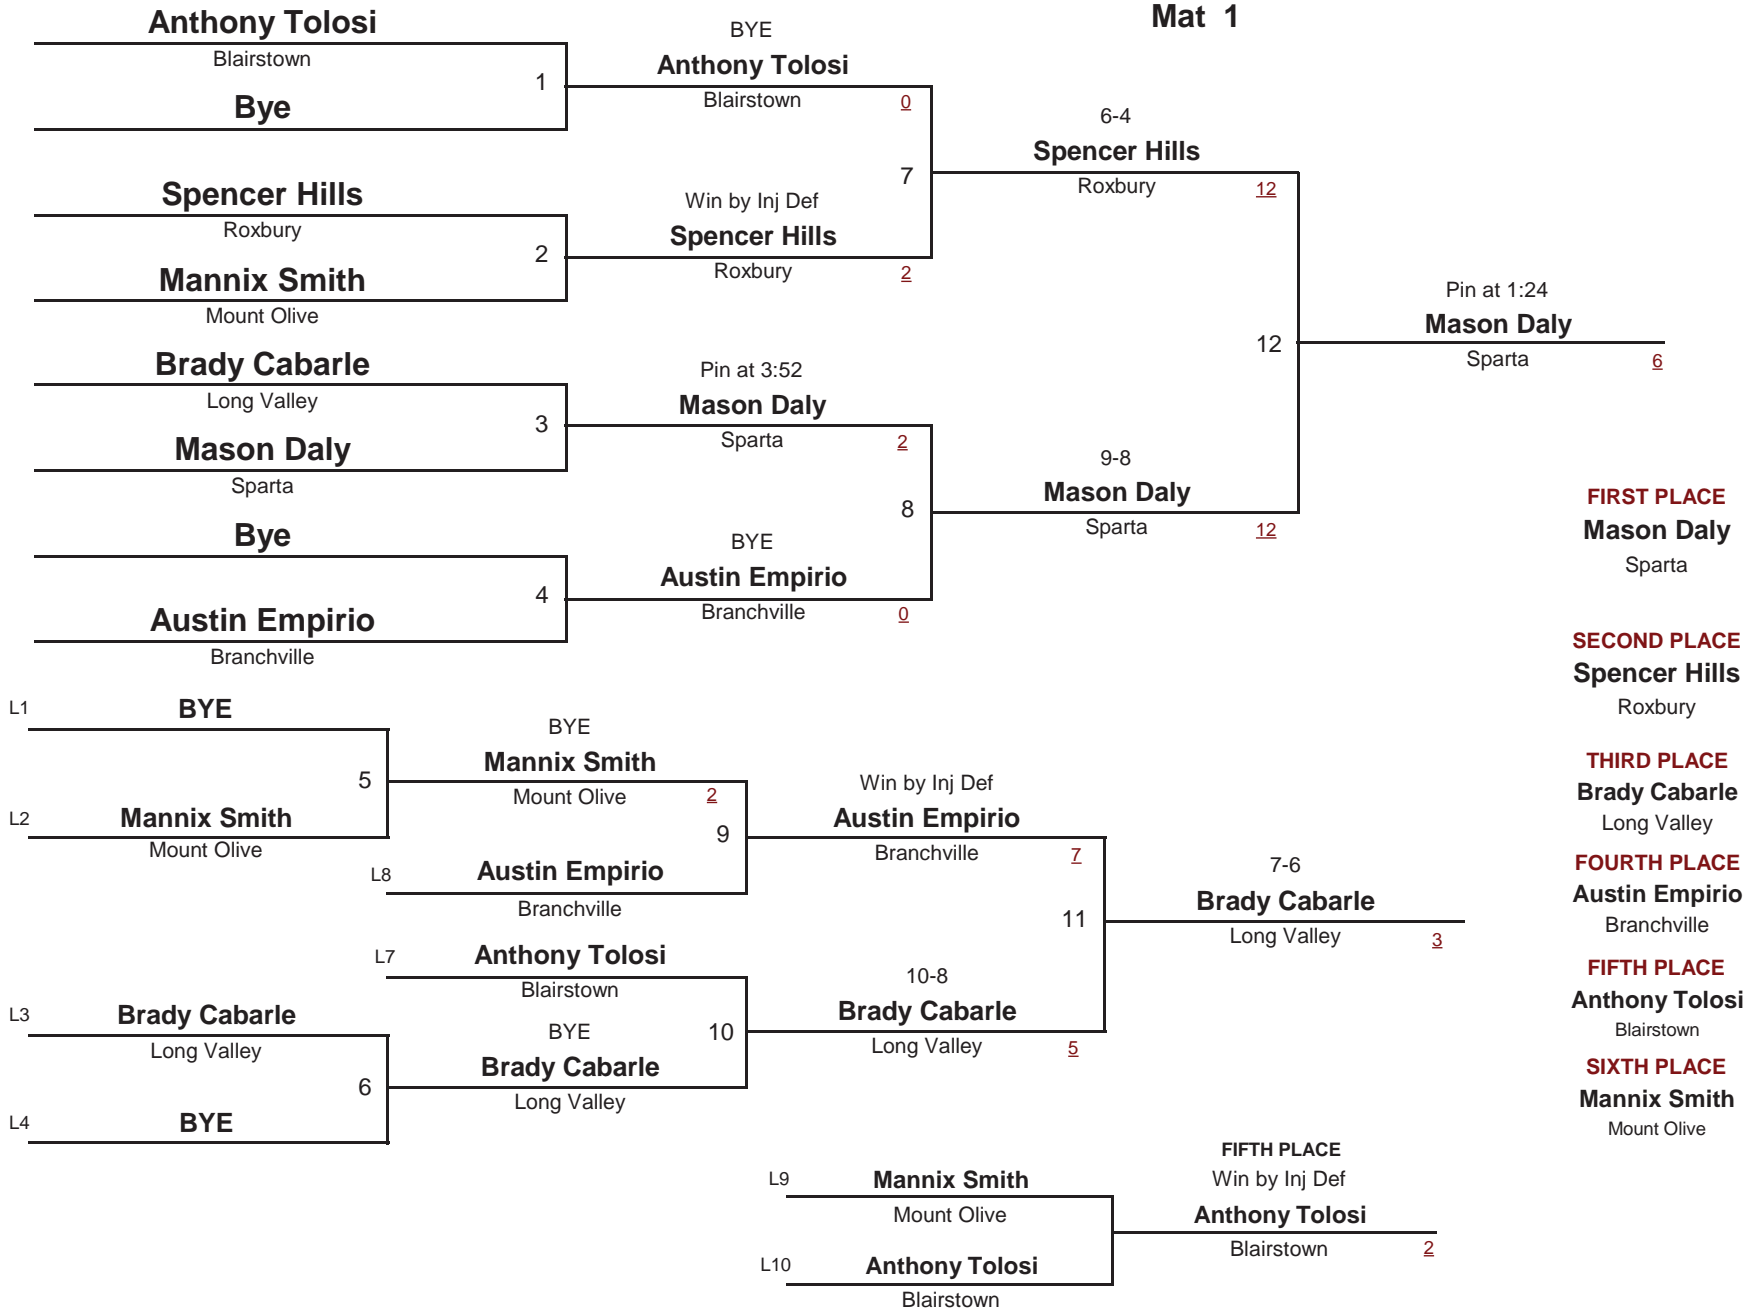 Mat 1
Anthony Tolosi
Blairstown
1
Bye
Spencer Hills
Roxbury
2
Mannix Smith
Mount Olive
Brady Cabarle
Long Valley
3
Mason Daly
Sparta
Bye
4
Austin Empirio
Branchville
BYE
Anthony Tolosi
Blairstown
0
7
Win by Inj Def
Spencer Hills
Roxbury
2
Pin at 3:52
Mason Daly
Sparta
2
8
BYE
Austin Empirio
Branchville
0
6-4
Spencer Hills
Roxbury
12
12
9-8
Mason Daly
Sparta
12
Pin at 1:24
Mason Daly
Sparta
6
FIRST PLACE
Mason Daly
Sparta
SECOND PLACE
Spencer Hills
Roxbury
THIRD PLACE
Brady Cabarle
Long Valley
FOURTH PLACE
Austin Empirio
Branchville
FIFTH PLACE
Anthony Tolosi
Blairstown
SIXTH PLACE
Mannix Smith
Mount Olive
L1
BYE
5
L2
Mannix Smith
Mount Olive
BYE
Mannix Smith
Mount Olive
2
9
L8
Austin Empirio
Branchville
L7
Anthony Tolosi
Blairstown
L3
Brady Cabarle
Long Valley
6
L4
BYE
BYE
10
Brady Cabarle
Long Valley
Win by Inj Def
Austin Empirio
Branchville
7
11
10-8
Brady Cabarle
Long Valley
5
7-6
Brady Cabarle
Long Valley
3
L9
Mannix Smith
Mount Olive
L10
Anthony Tolosi
Blairstown
FIFTH PLACE
Win by Inj Def
Anthony Tolosi
Blairstown
2